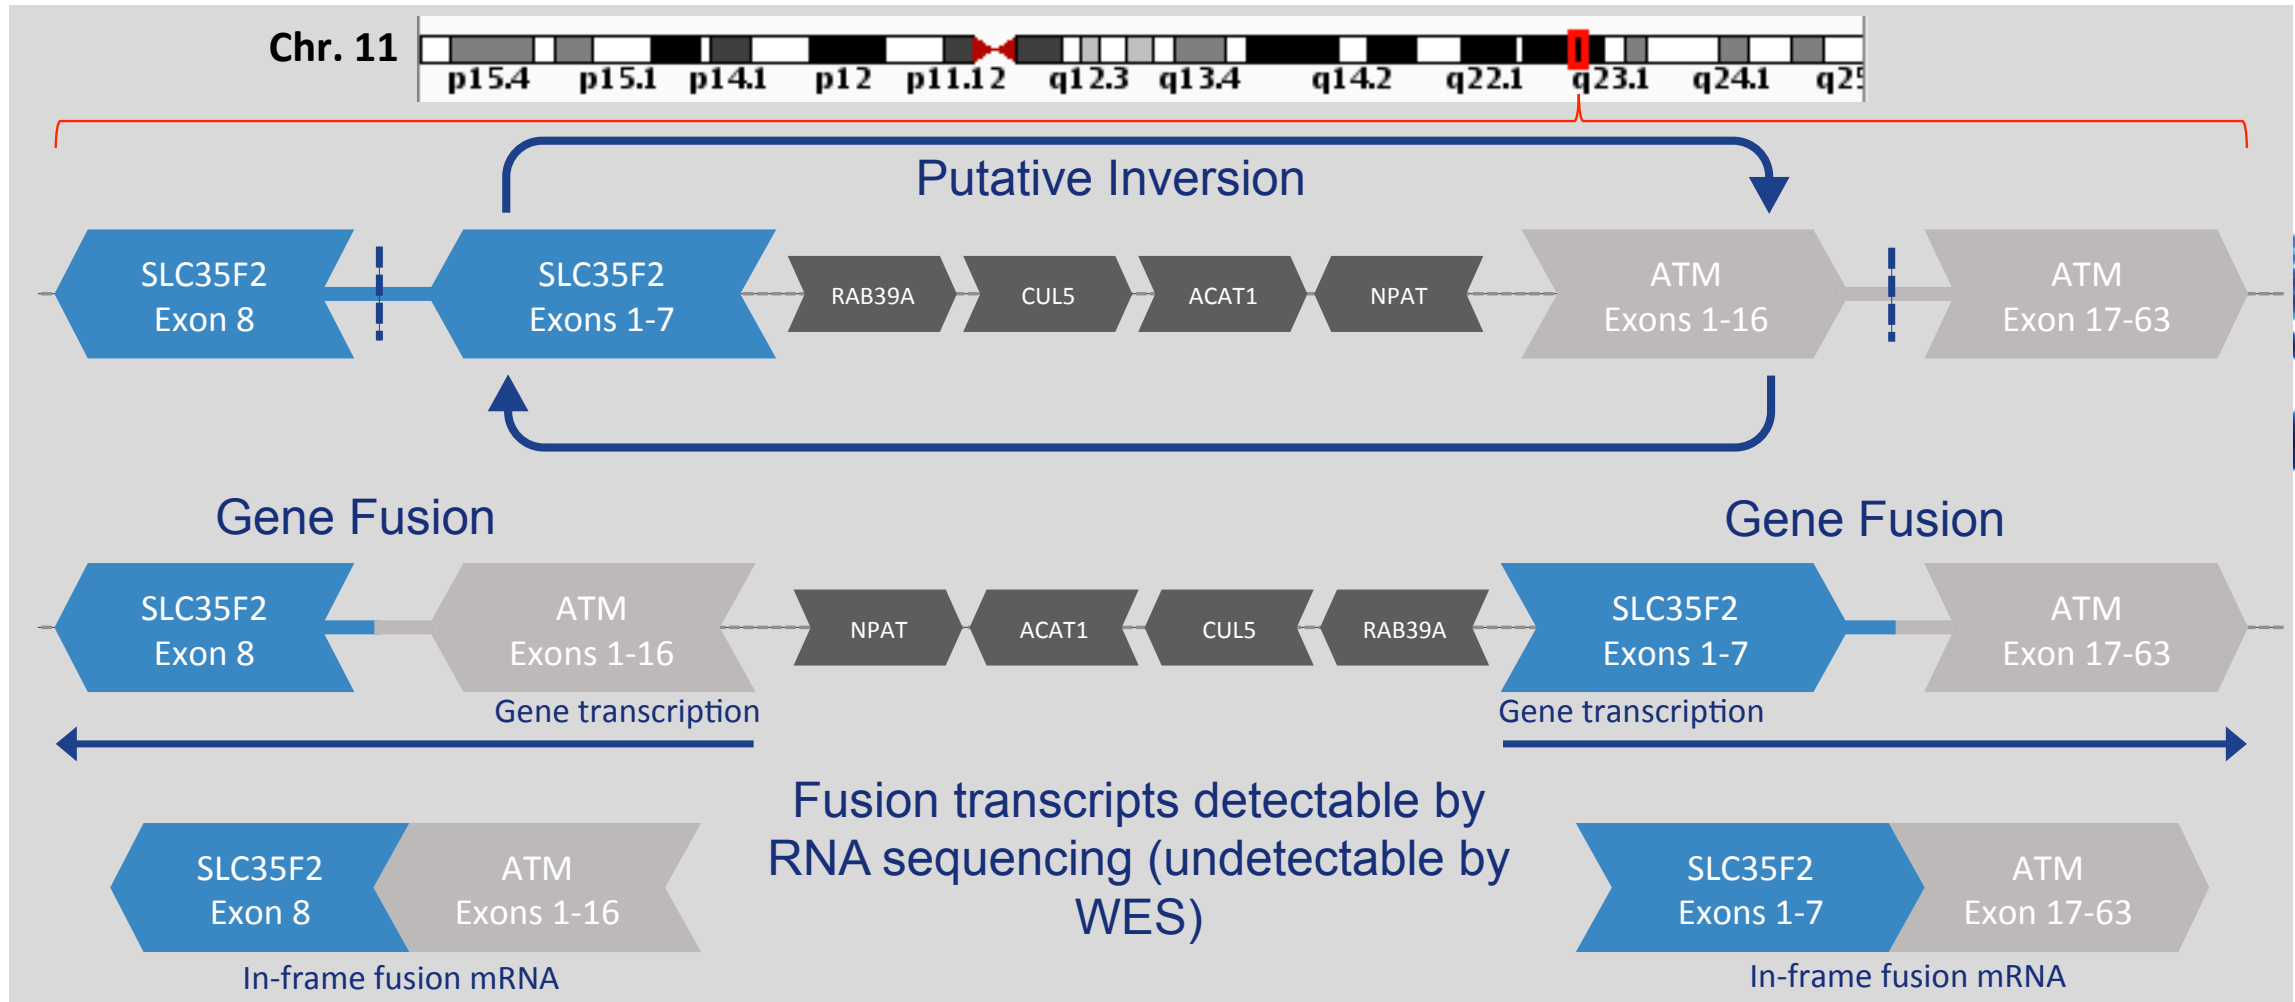 Chr. 11
p15.4 p15.1 p14.1 p12 p11.12 q12.3 q13.4 q14.2 q22.1 q23.1 q24.1 q25
Putative Inversion
SLC35F2
Exon 8
SLC35F2
Exons 1-7
RAB39A
CUL5
ACAT1
NPAT
ATM
Exons 1-16
ATM
Exon 17-63
Gene Fusion
Gene Fusion
SLC35F2
Exon 8
ATM
Exons 1-16
NPAT
ACAT1
CUL5
RAB39A
SLC35F2
Exons 1-7
ATM
Exon 17-63
Gene transcription
Gene transcription
Fusion transcripts detectable by
RNA sequencing (undetectable by
WES)
SLC35F2
Exon 8
ATM
Exons 1-16
In-frame fusion mRNA
SLC35F2
Exons 1-7
ATM
Exon 17-63
In-frame fusion mRNA